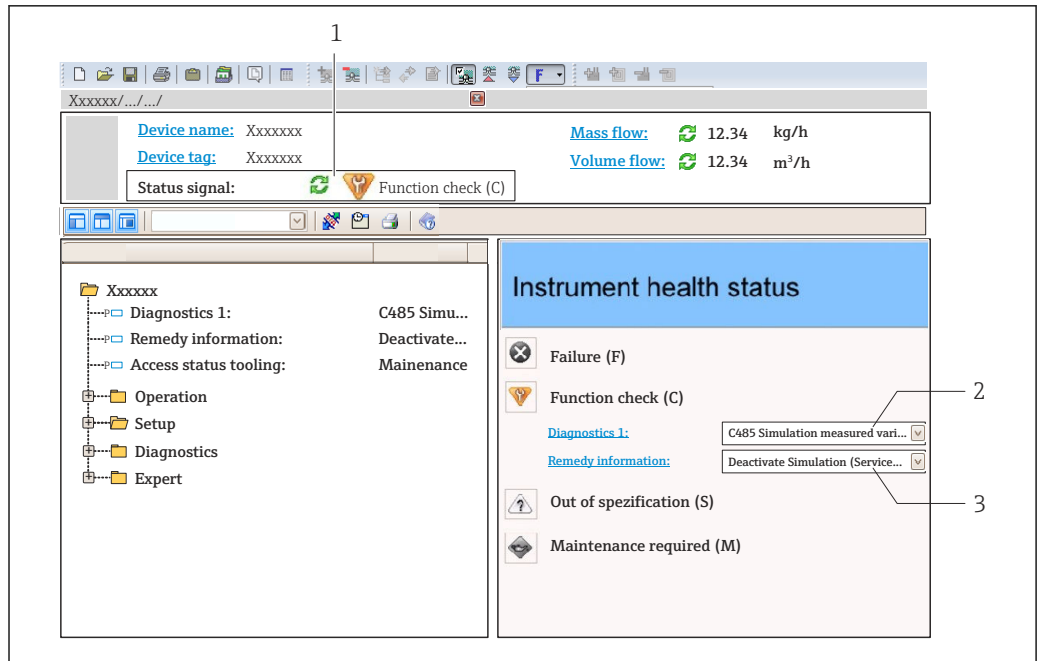 1
F
Xxxxxx/.../.../
Device name: Xxxxxxx
Mass flow: 12.34 kg/h
Device tag: Xxxxxxx
Volume flow: 12.34 m³/h
Status signal: Function check (C)
Xxxxxx
Diagnostics 1: C485 Simu...
Remedy information: Deactivate...
Access status tooling: Mainenance
Operation
Setup
Diagnostics
Expert
Instrument health status
Failure (F)
Function check (C)
2
Diagnostics 1: C485 Simulation measured vari...
Remedy information: Deactivate Simulation (Service...
Out of spezification (S)
3
Maintenance required (M)